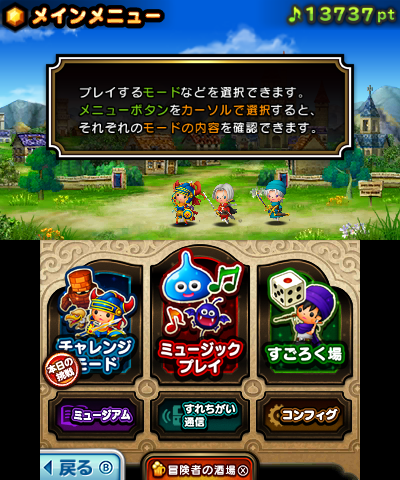 メインメニュー
♪13737pt
プレイするモードなどを選択できます。
メニューボタンをカーソルで選択すると、
それぞれのモードの内容を確認できます。
チャレンジ
モード
本日の
挑戦
ミュージック
プレイ
すごろく場
ミュージアム
すれちがい
通信
コンフィグ
戻るⒷ
冒険者の酒場Ⓧ